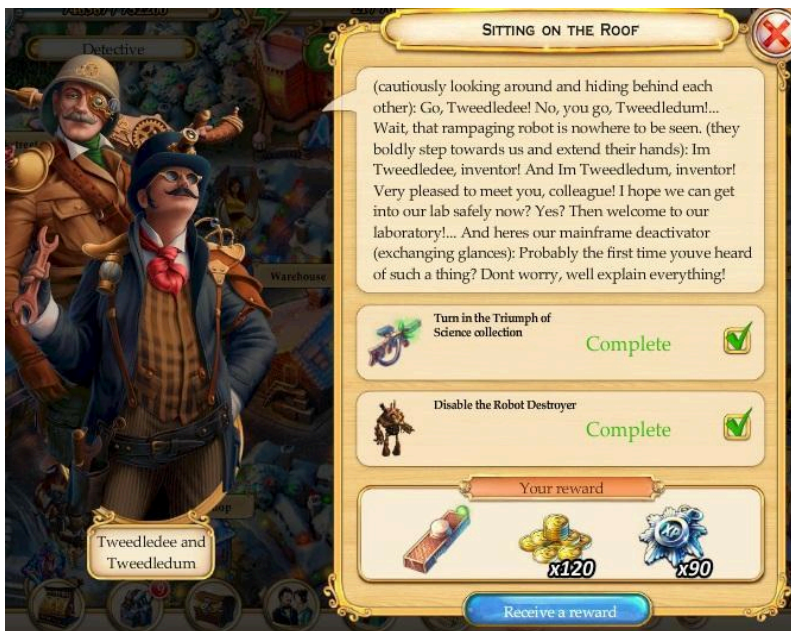 SITTING ON THE ROOF
Detective
(cautiously looking around and hiding behind each
other): Go, Tweedledee! No, you go, Tweedledum!...
Wait, that rampaging robot is nowhere to be seen. (they
boldly step towards us and extend their hands): Im
Tweedledee, inventor! And Im Tweedledum, inventor!
Very pleased to meet you, colleague! I hope we can get
into our lab safely now? Yes? Then welcome to our
laboratory!... And heres our mainframe deactivator
(exchanging glances): Probably the first time youve heard
of such a thing? Dont worry, well explain everything!
Warehouse
Turn in the Triumph of
Science collection
Complete
Disable the Robot Destroyer
Complete
Your reward
XP
x120
x90
Tweedledee and
Tweedledum
Receive a reward